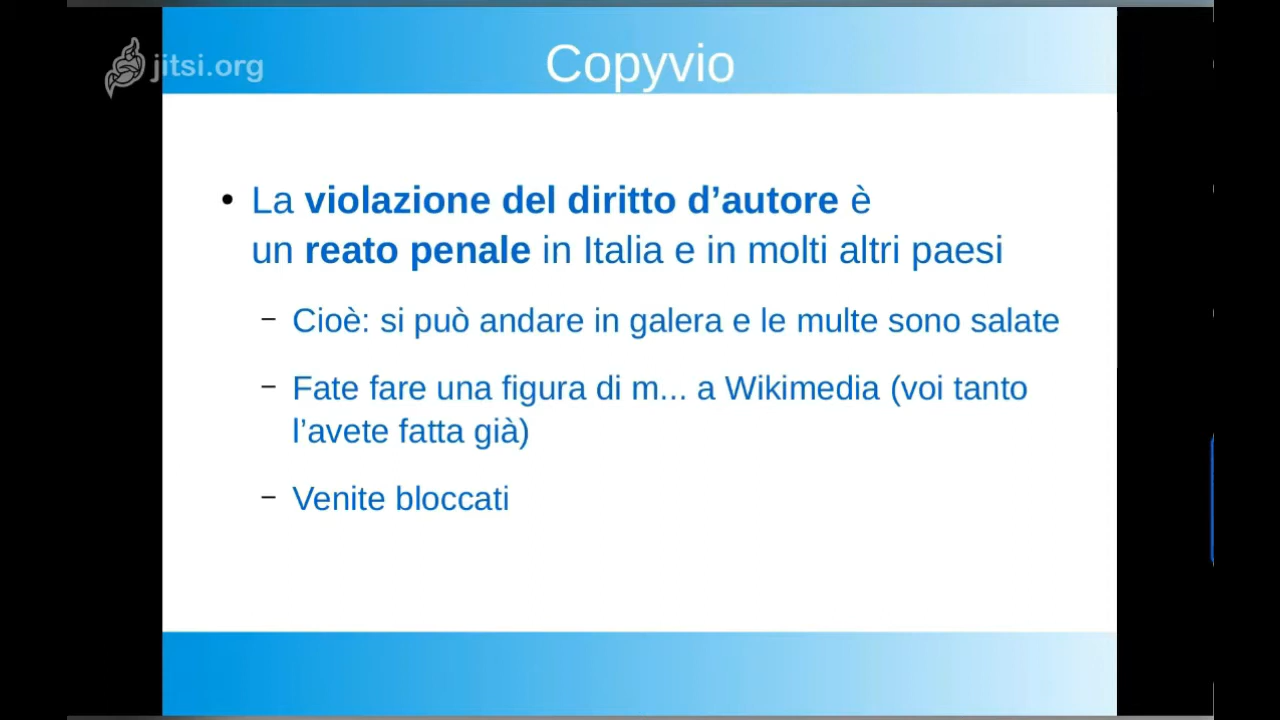 jitsi.org
Copyvio
• La violazione del diritto d’autore è
un reato penale in Italia e in molti altri paesi
– Cioè: si può andare in galera e le multe sono salate
– Fate fare una figura di m... a Wikimedia (voi tanto
l’avete fatta già)
– Venite bloccati